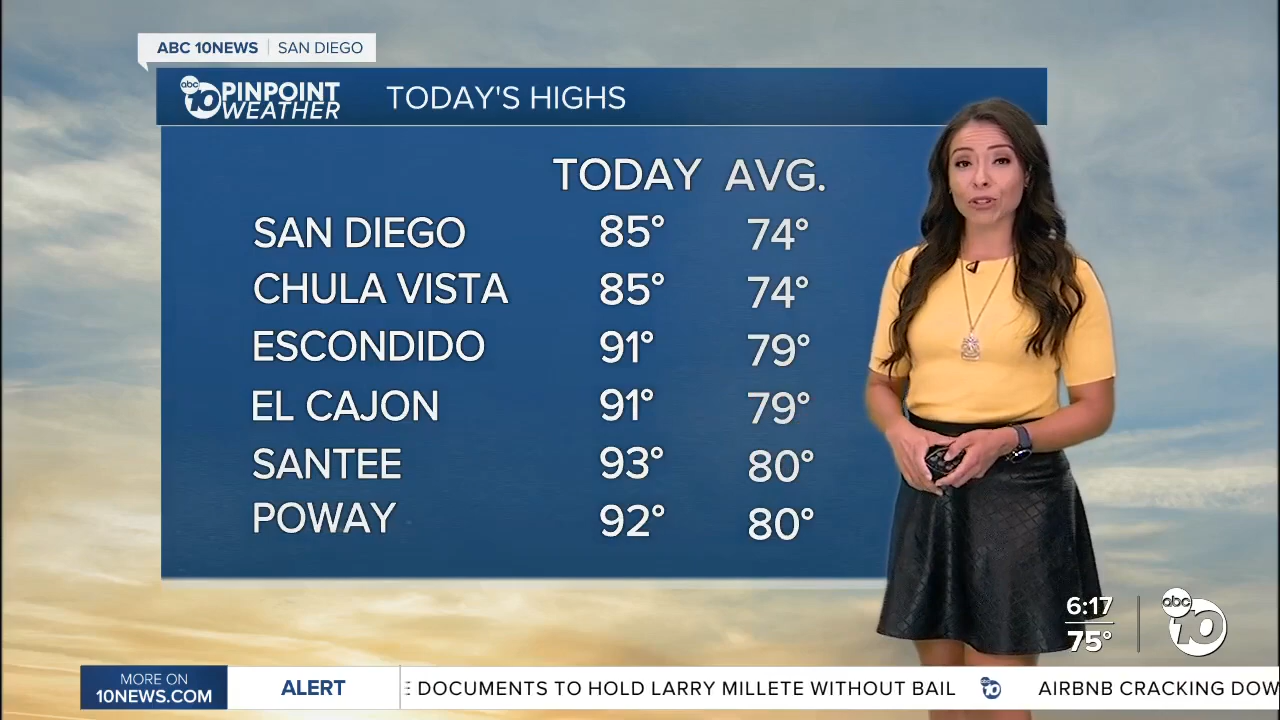 ABC 10NEWS | SAN DIEGO
abc 10 PINPOINT WEATHER
TODAY'S HIGHS
TODAY AVG.
SAN DIEGO 85° 74°
CHULA VISTA 85° 74°
ESCONDIDO 91° 79°
EL CAJON 91° 79°
SANTEE 93° 80°
POWAY 92° 80°
6:17
75°
abc 10
MORE ON
10NEWS.COM
ALERT
DOCUMENTS TO HOLD LARRY MILLETE WITHOUT BAIL abc 10 AIRBNB CRACKING DOW